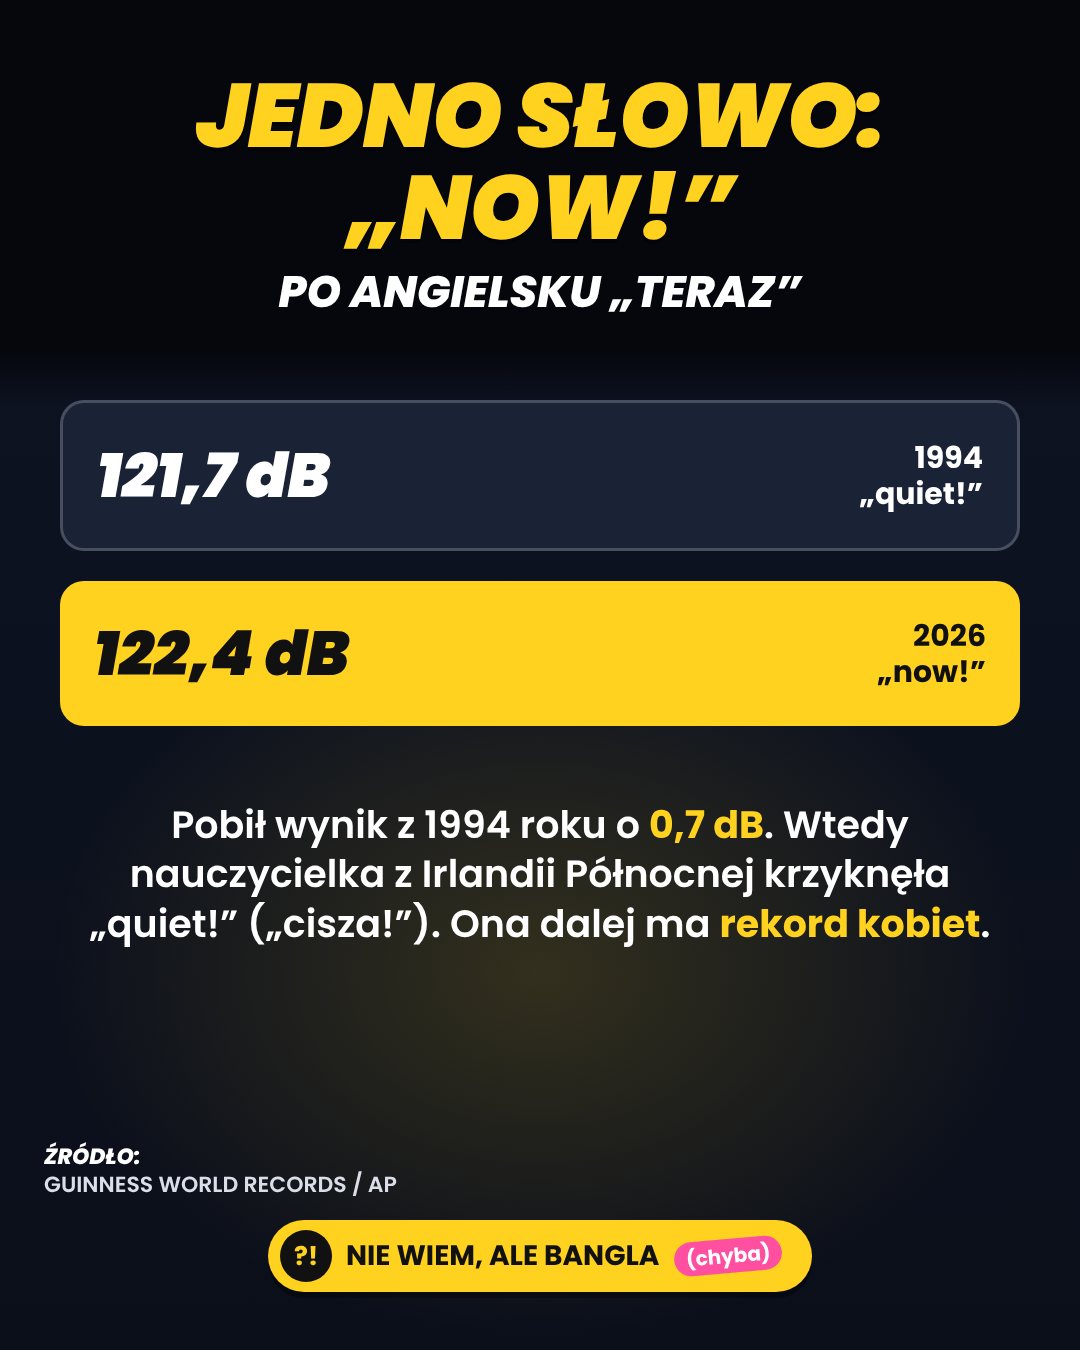 JEDNO SŁOWO:
„NOW!”
PO ANGIELSKU „TERAZ”
121,7 dB
1994
„quiet!”
122,4 dB
2026
„now!”
Pobił wynik z 1994 roku o 0,7 dB. Wtedy
nauczycielka z Irlandii Północnej krzyknęła
„quiet!” („cisza!”). Ona dalej ma rekord kobiet.
ŹRÓDŁO:
GUINNESS WORLD RECORDS / AP
?! NIE WIEM, ALE BANGLA (chyba)